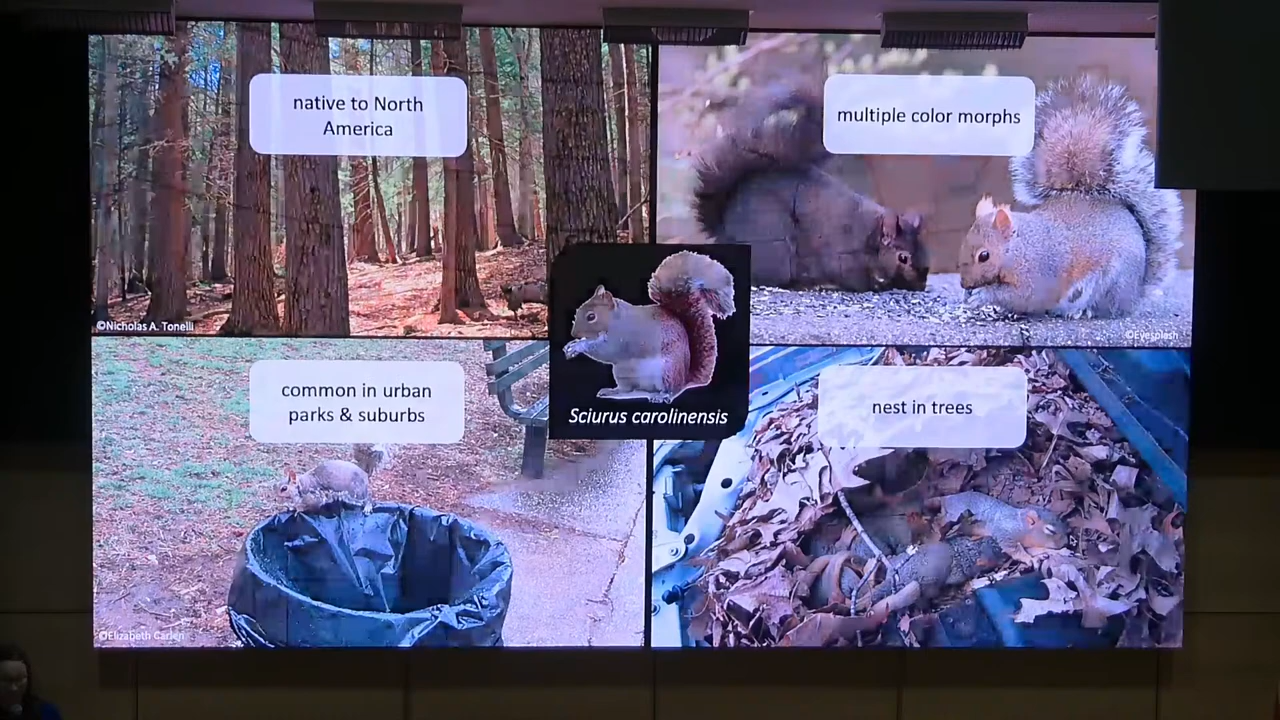 native to North
America
multiple color morphs
©Nicholas A. Tonelli
©Eyesplash
common in urban
parks & suburbs
Sciurus carolinensis
nest in trees
©Elizabeth Carlen